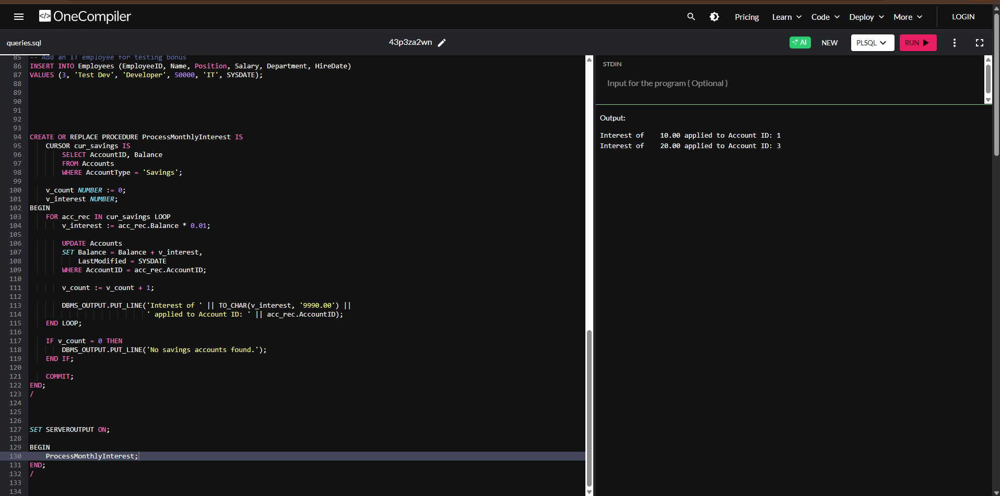 OneCompiler
Pricing Learn Code Deploy More LOGIN
queries.sql
43p3za2wn
AI NEW PLSQL RUN
85 -- Add an IT employee for testing bonus
86 INSERT INTO Employees (EmployeeID, Name, Position, Salary, Department, HireDate)
87 VALUES (3, 'Test Dev', 'Developer', 50000, 'IT', SYSDATE);
88
89
90
91
92
93
94 CREATE OR REPLACE PROCEDURE ProcessMonthlyInterest IS
95     CURSOR cur_savings IS
96         SELECT AccountID, Balance
97         FROM Accounts
98         WHERE AccountType = 'Savings';
99
100     v_count NUMBER := 0;
101     v_interest NUMBER;
102 BEGIN
103     FOR acc_rec IN cur_savings LOOP
104         v_interest := acc_rec.Balance * 0.01;
105
106         UPDATE Accounts
107         SET Balance = Balance + v_interest,
108             LastModified = SYSDATE
109         WHERE AccountID = acc_rec.AccountID;
110
111         v_count := v_count + 1;
112
113         DBMS_OUTPUT.PUT_LINE('Interest of ' || TO_CHAR(v_interest, '9990.00') ||
114                              ' applied to Account ID: ' || acc_rec.AccountID);
115     END LOOP;
116
117     IF v_count = 0 THEN
118         DBMS_OUTPUT.PUT_LINE('No savings accounts found.');
119     END IF;
120
121     COMMIT;
122 END;
123 /
124
125
126
127 SET SERVEROUTPUT ON;
128
129 BEGIN
130     ProcessMonthlyInterest;
131 END;
132 /
133
134
STDIN
Input for the program ( Optional )
Output:
Interest of    10.00 applied to Account ID: 1
Interest of    20.00 applied to Account ID: 3